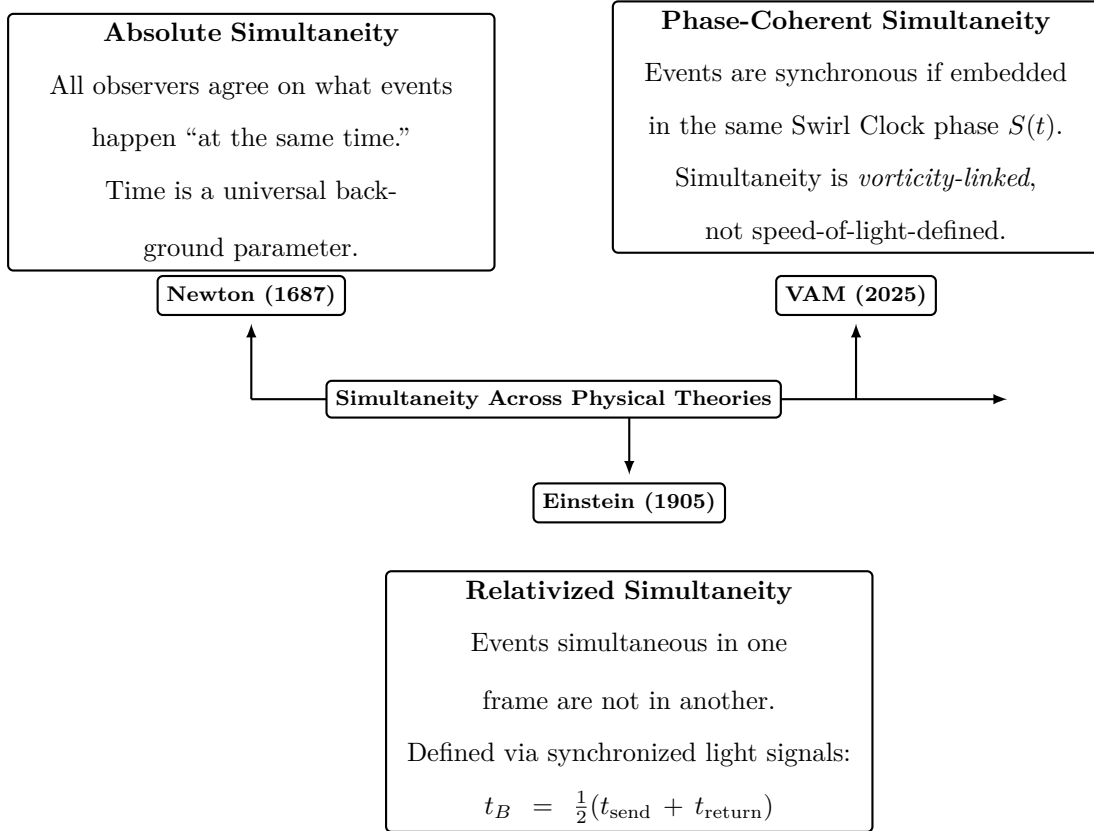 Absolute Simultaneity
All observers agree on what events
happen “at the same time.”
Time is a universal back-
ground parameter.
Newton (1687)
Phase-Coherent Simultaneity
Events are synchronous if embedded
in the same Swirl Clock phase S(t).
Simultaneity is vorticity-linked,
not speed-of-light-defined.
VAM (2025)
Simultaneity Across Physical Theories
Einstein (1905)
Relativized Simultaneity
Events simultaneous in one
frame are not in another.
Defined via synchronized light signals:
t_B = ½(t_send + t_return)